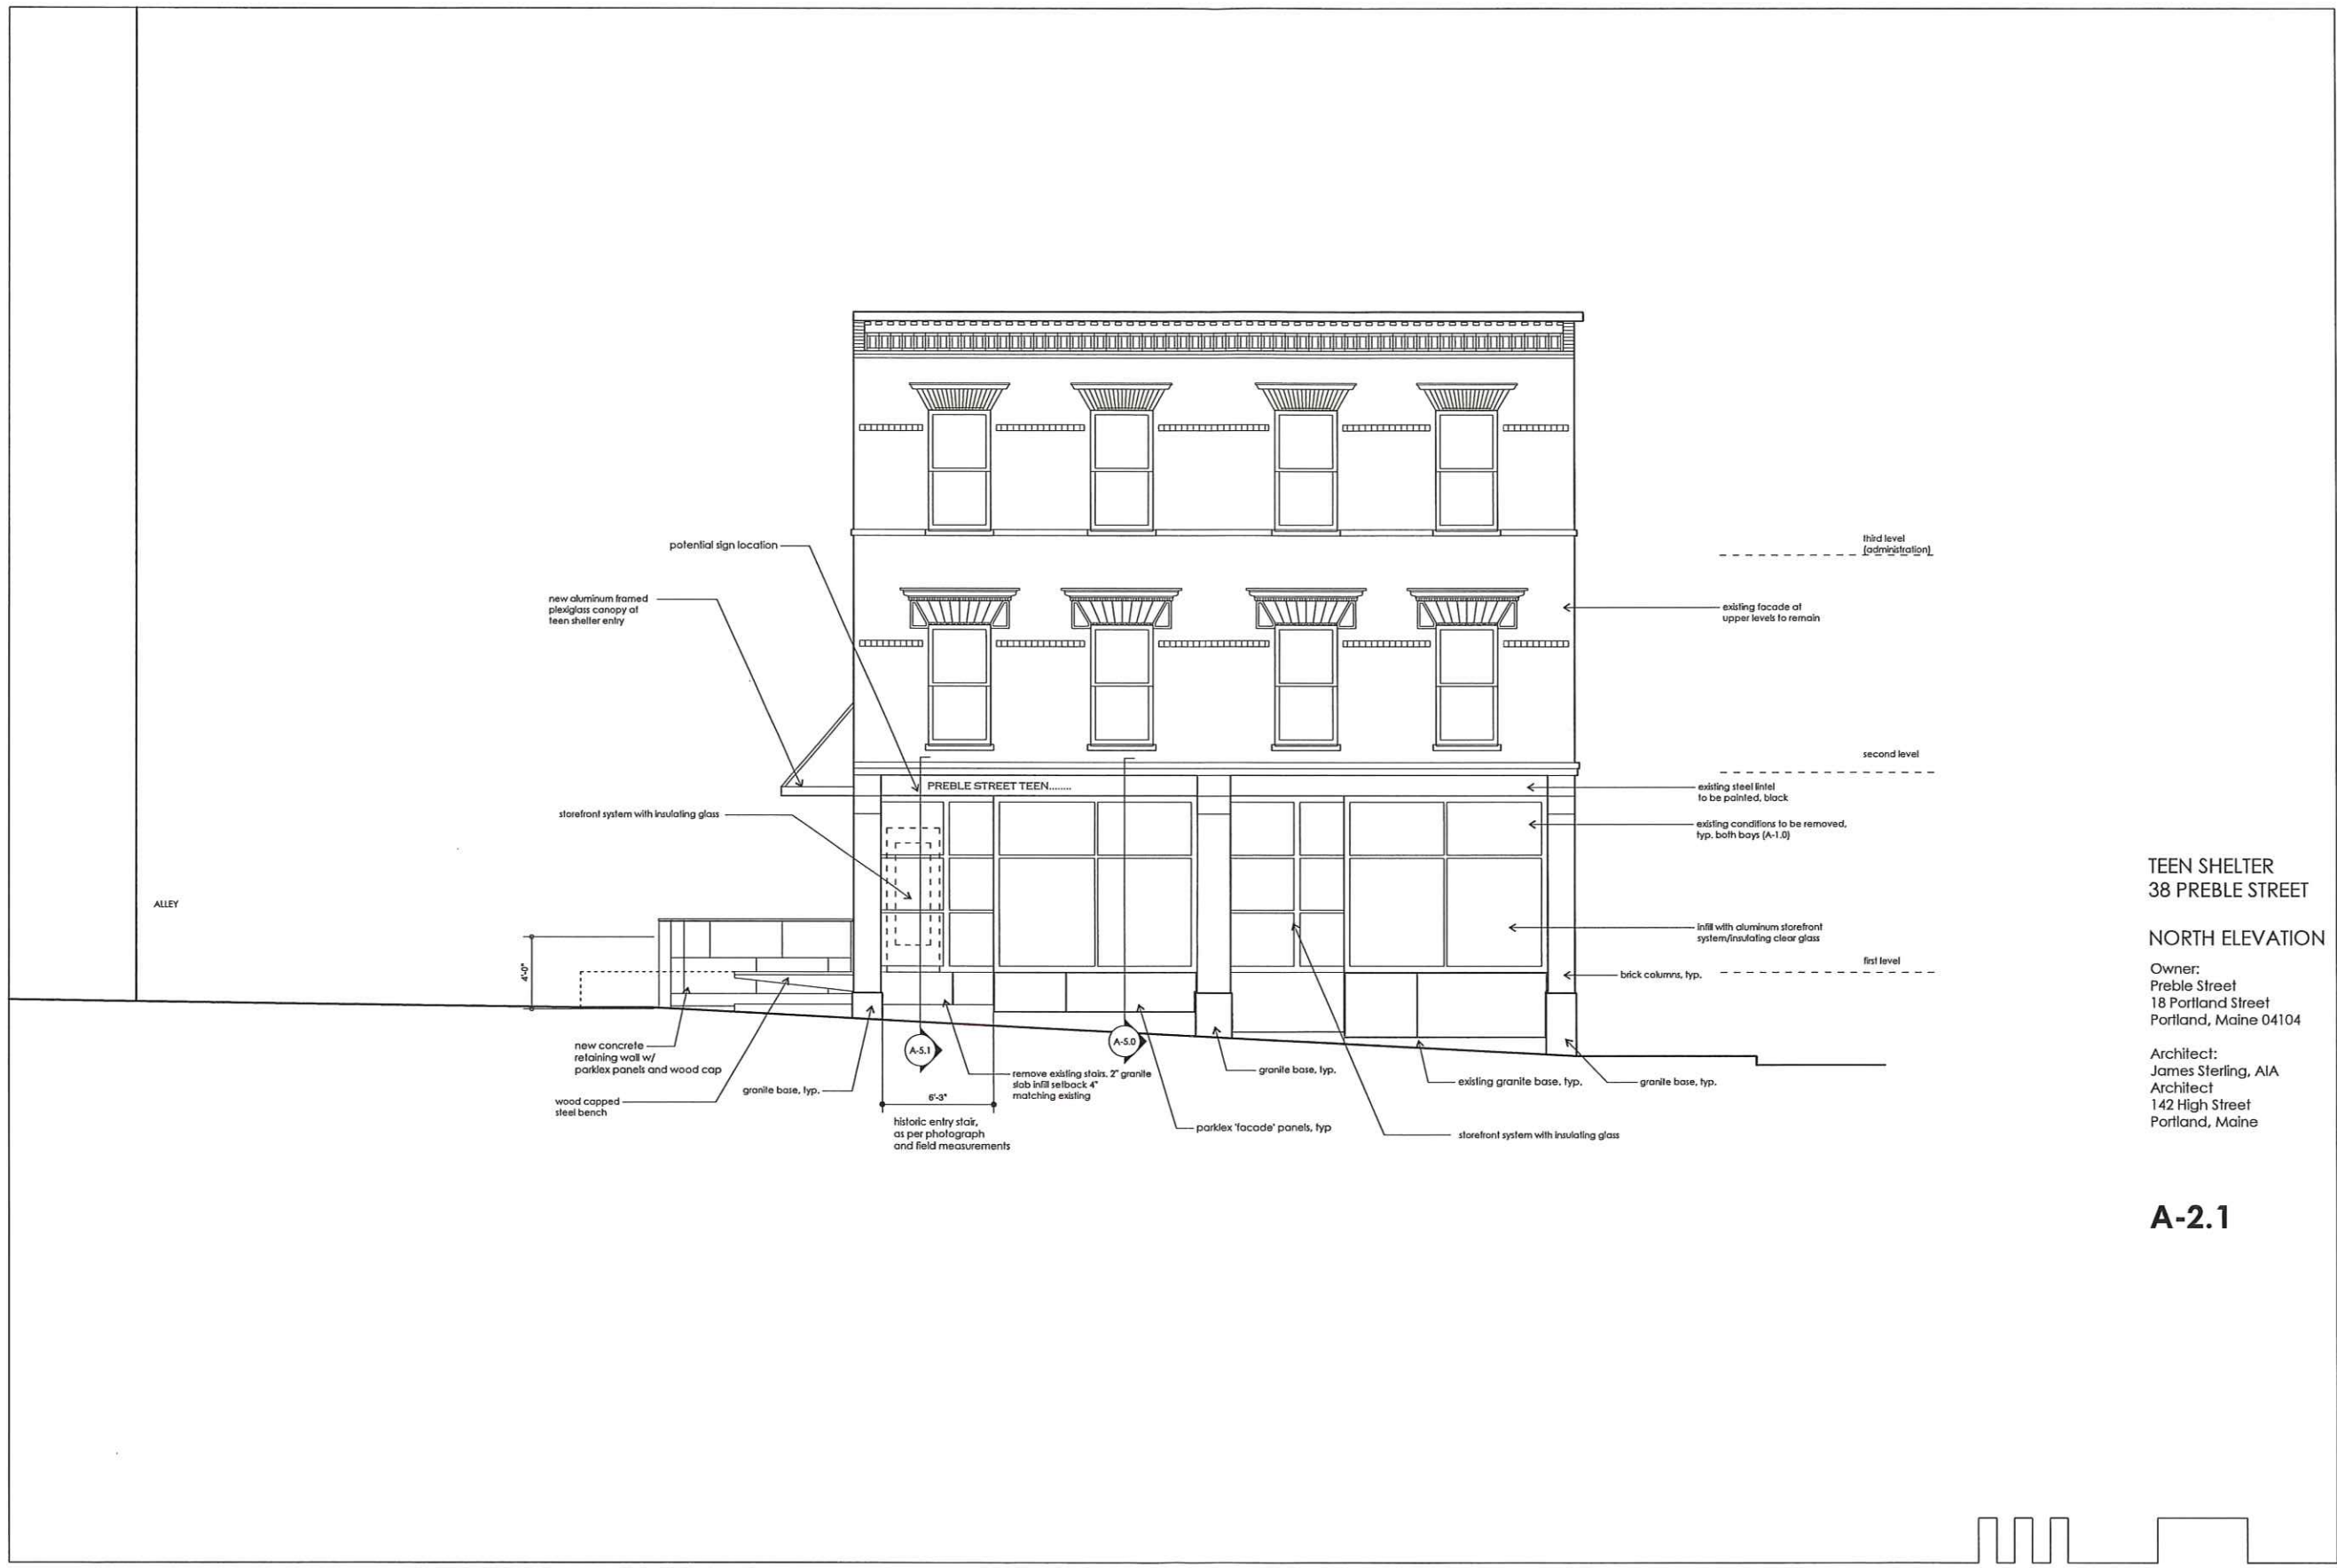 potential sign location
new aluminum framed
plexiglass canopy at
teen shelter entry
storefront system with insulating glass
ALLEY
4'-0"
new concrete
retaining wall w/
parklex panels and wood cap
wood capped
steel bench
granite base, typ.
PREBLE STREET TEEN........
A-5.1
A-5.0
6'-3"
historic entry stair,
as per photograph
and field measurements
remove existing stairs. 2" granite
slab infill setback 4"
matching existing
parklex 'facade' panels, typ
granite base, typ.
existing granite base. typ.
storefront system with insulating glass
granite base, typ.
third level
(administration)
existing facade at
upper levels to remain
second level
existing steel lintel
to be painted, black
existing conditions to be removed,
typ. both bays (A-1.0)
infill with aluminum storefront
system/insulating clear glass
first level
brick columns, typ.
TEEN SHELTER
38 PREBLE STREET
NORTH ELEVATION
Owner:
Preble Street
18 Portland Street
Portland, Maine 04104
Architect:
James Sterling, AIA
Architect
142 High Street
Portland, Maine
A-2.1